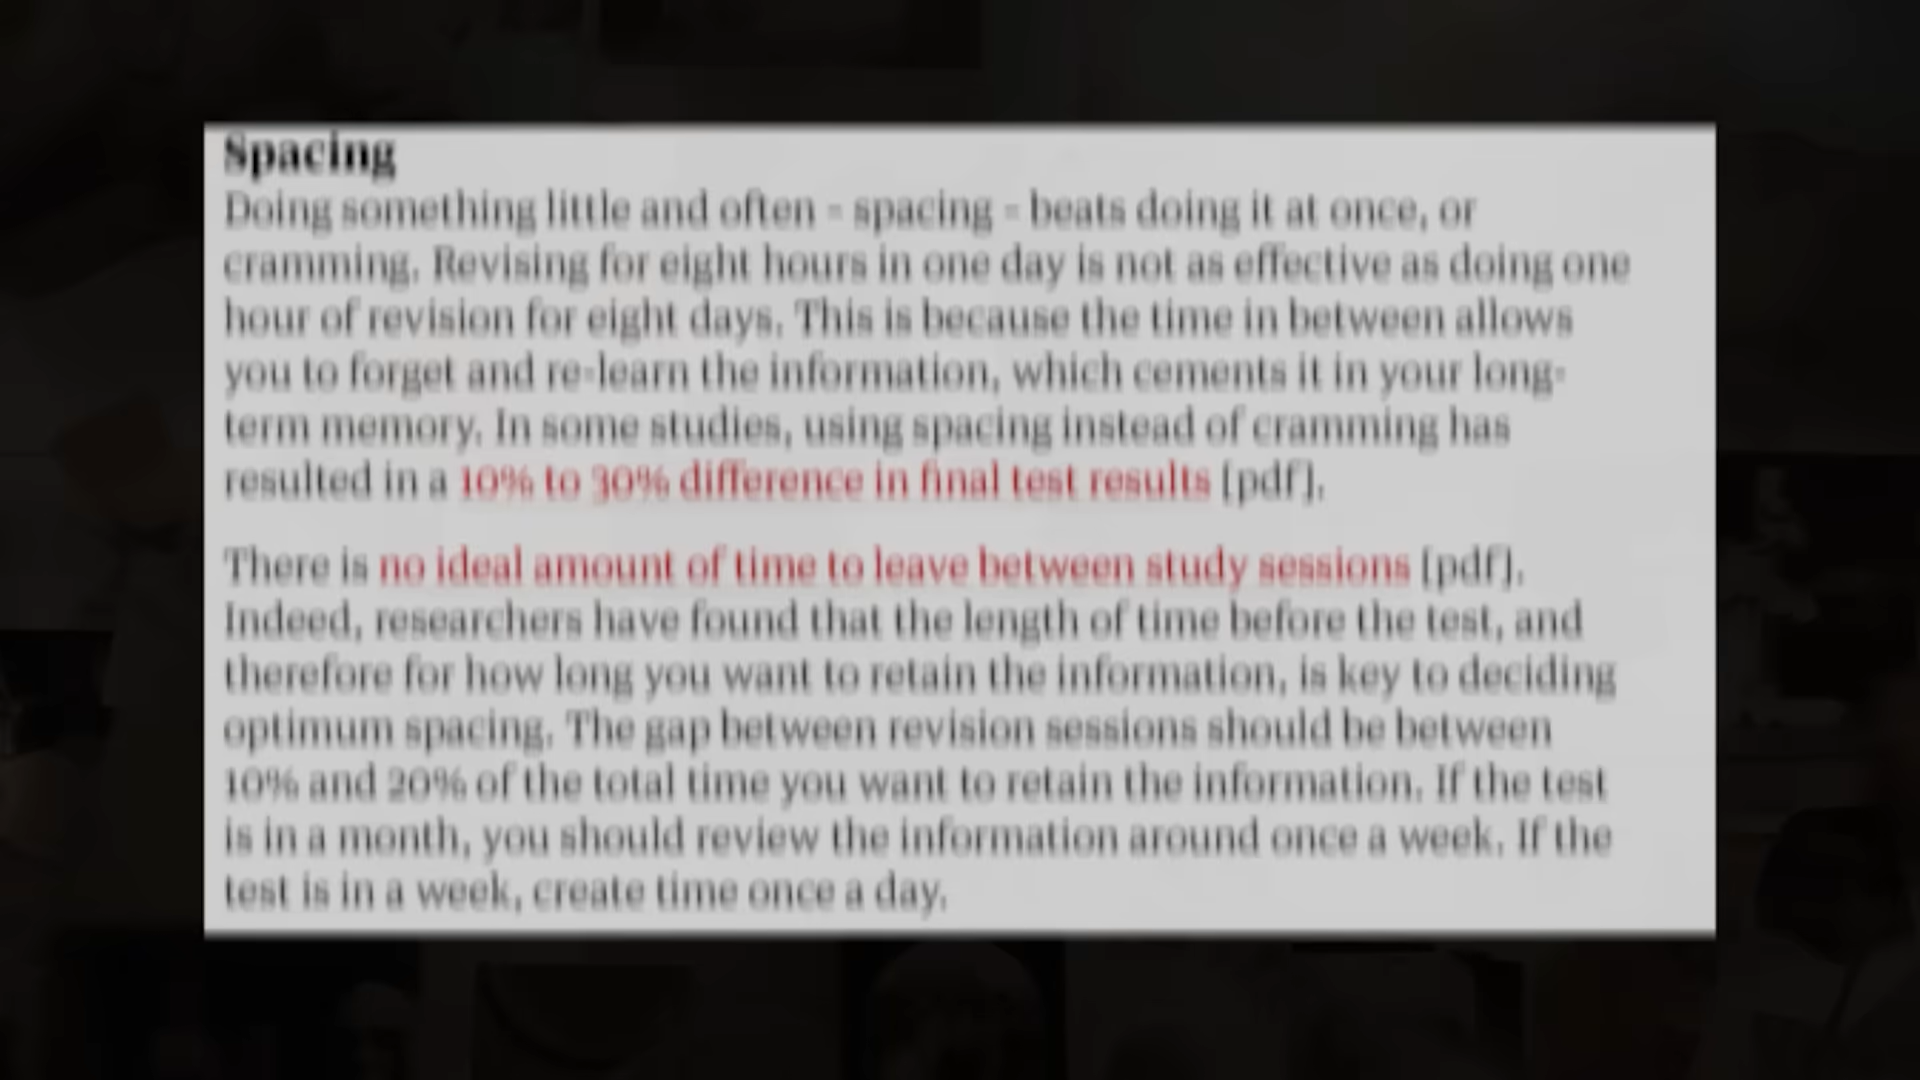 Spacing
Doing something little and often - spacing - beats doing it at once, or
cramming. Revising for eight hours in one day is not as effective as doing one
hour of revision for eight days. This is because the time in between allows
you to forget and re-learn the information, which cements it in your long-
term memory. In some studies, using spacing instead of cramming has
resulted in a 10% to 30% difference in final test results [pdf].
There is no ideal amount of time to leave between study sessions [pdf].
Indeed, researchers have found that the length of time before the test, and
therefore for how long you want to retain the information, is key to deciding
optimum spacing. The gap between revision sessions should be between
10% and 20% of the total time you want to retain the information. If the test
is in a month, you should review the information around once a week. If the
test is in a week, create time once a day.